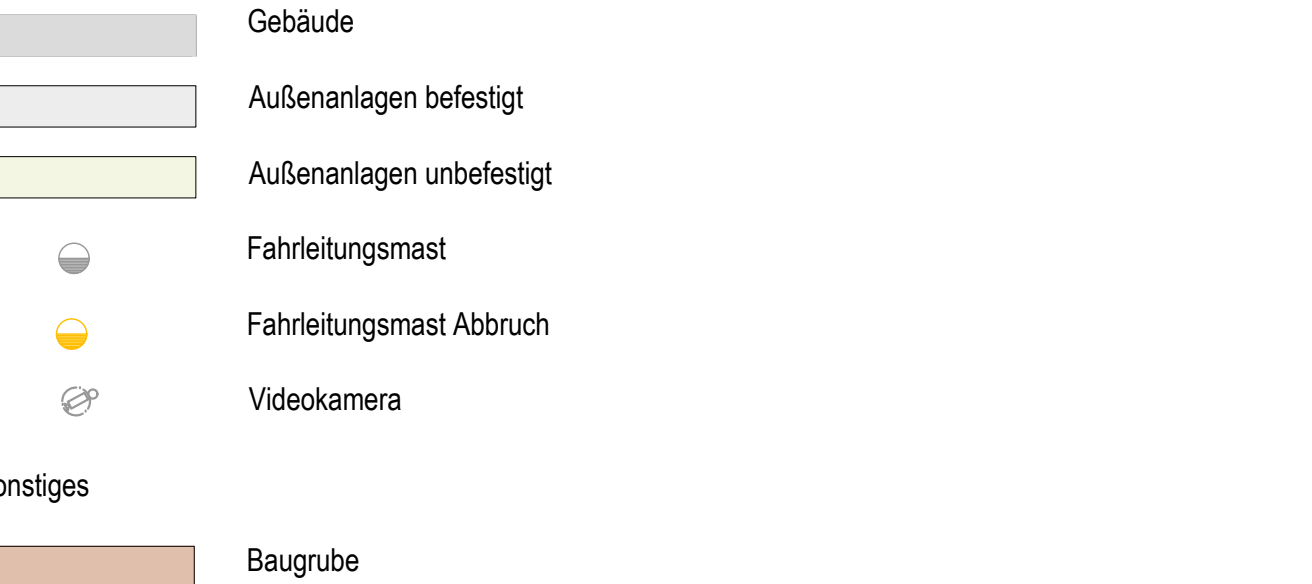 Gebäude
Außenanlagen befestigt
Außenanlagen unbefestigt
Fahrleitungsmast
Fahrleitungsmast Abbruch
Videokamera
onstiges
Baugrube